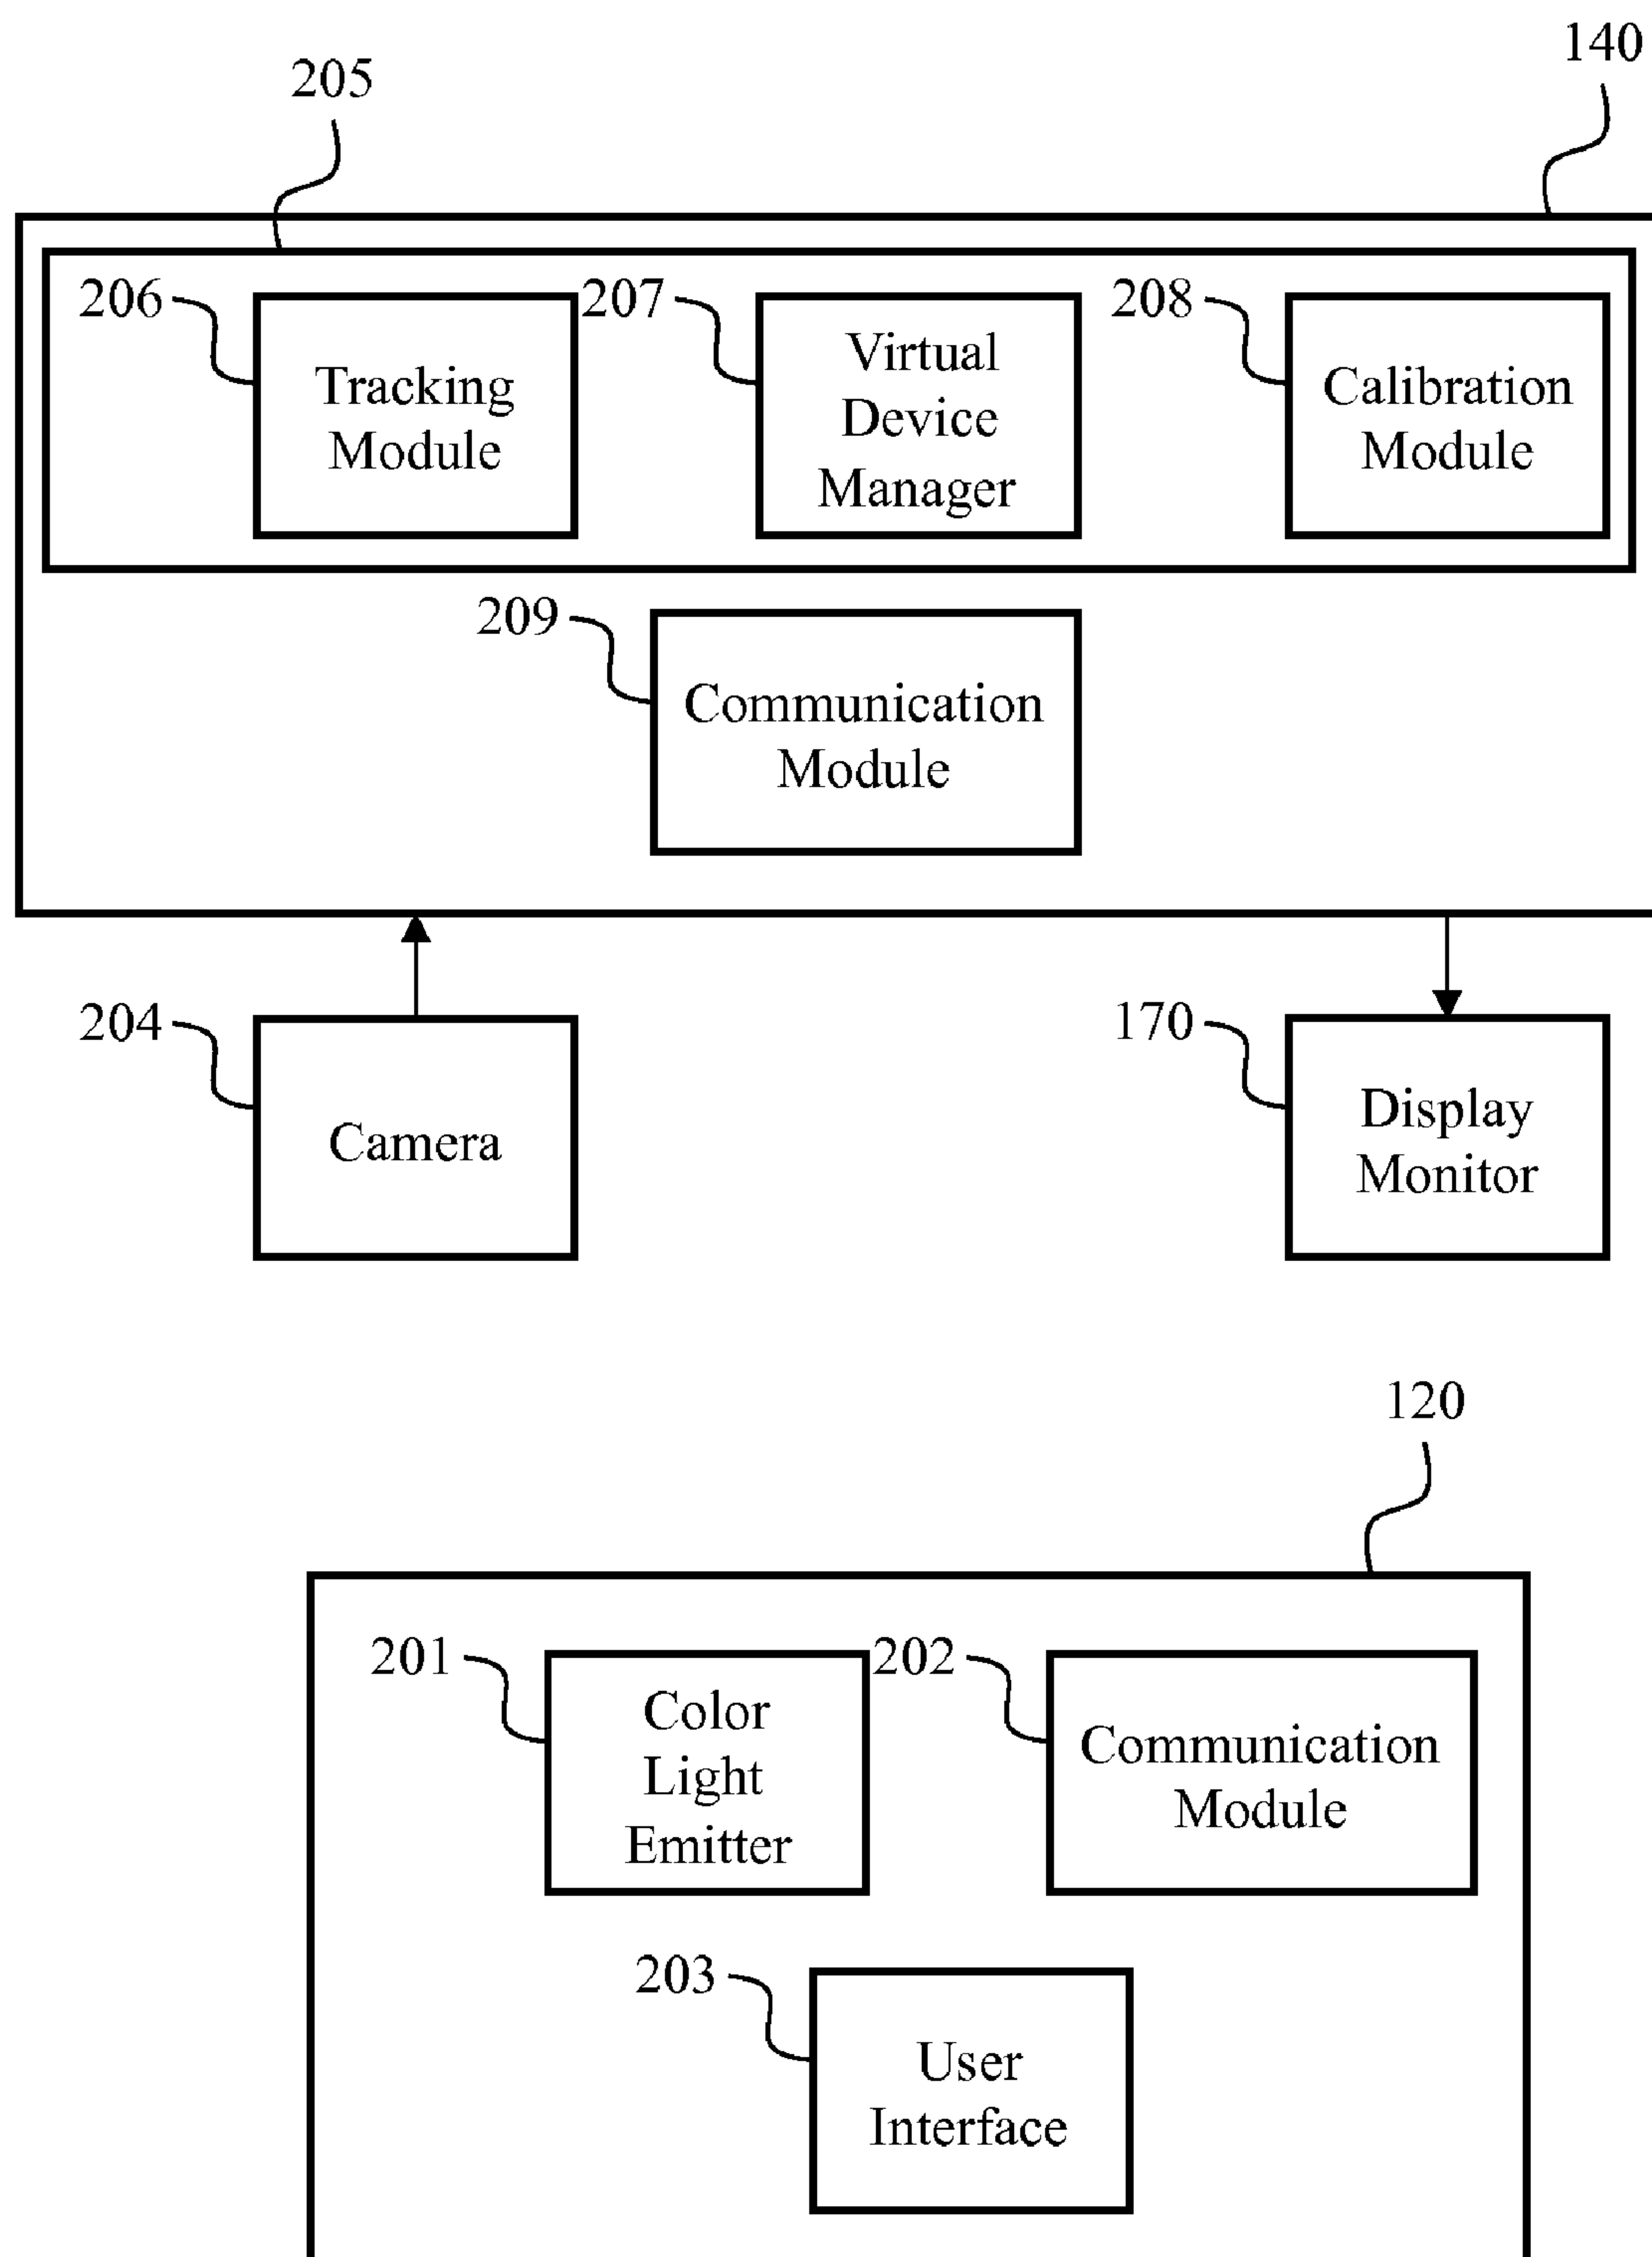 140
205
206
Tracking
Module
207
Virtual
Device
Manager
208
Calibration
Module
209
Communication
Module
204
Camera
170
Display
Monitor
120
201
Color
Light
Emitter
202
Communication
Module
203
User
Interface